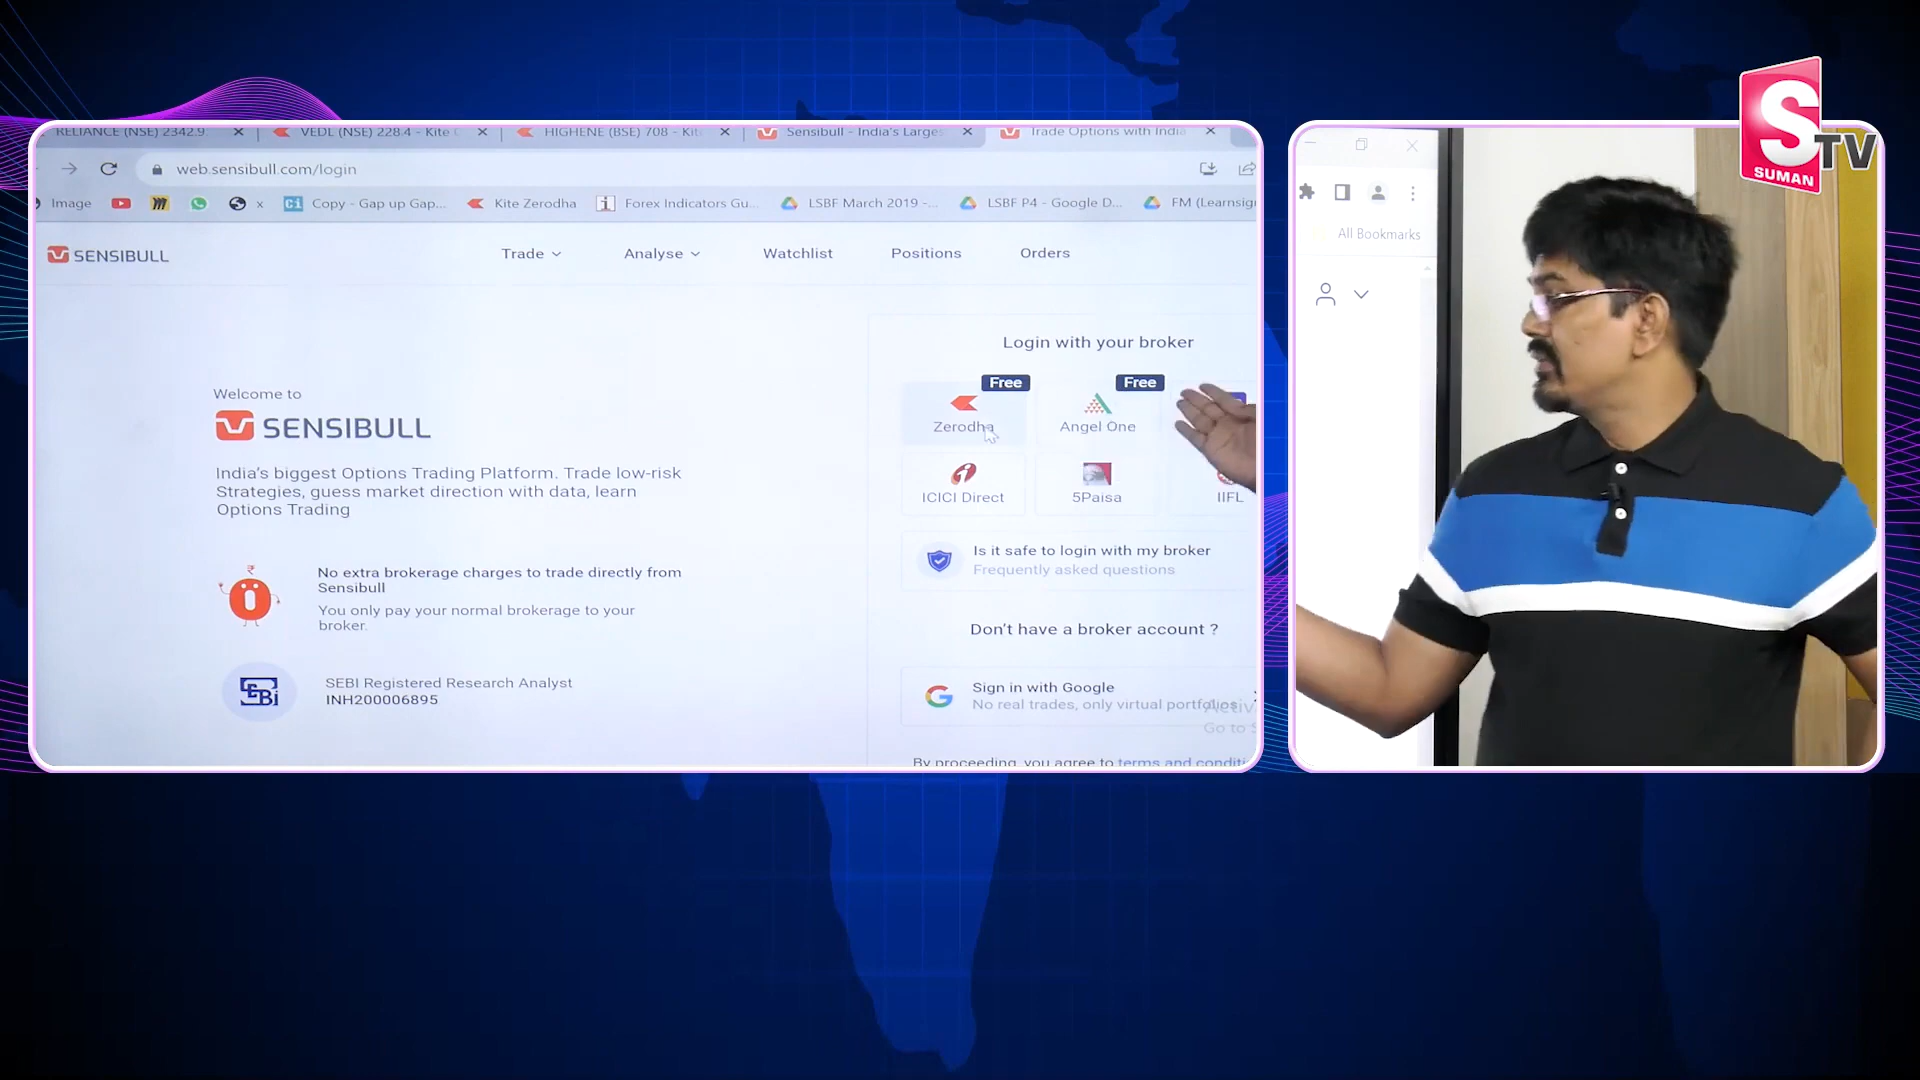 S
TV
SUMAN
RELIANCE (NSE) 2342.9
VEDL (NSE) 228.4 - Kite
HIGHENE (BSE) 708 - Kit
Sensibull - India's Large
Trade Options with India
web.sensibull.com/login
Image
x
Ci
Copy - Gap up Gap...
Kite Zerodha
Forex Indicators Gu...
LSBF March 2019 -...
LSBF P4 - Google D...
FM (Learnsig
All Bookmarks
SENSIBULL
Trade
Analyse
Watchlist
Positions
Orders
Welcome to
SENSIBULL
India's biggest Options Trading Platform. Trade low-risk
Strategies, guess market direction with data, learn
Options Trading
No extra brokerage charges to trade directly from
Sensibull
You only pay your normal brokerage to your
broker.
SEBI
SEBI Registered Research Analyst
INH200006895
Login with your broker
Free
Zerodha
Free
Angel One
ICICI Direct
5Paisa
IIFL
Is it safe to login with my broker
Frequently asked questions
Don't have a broker account ?
G
Sign in with Google
No real trades, only virtual portfolios
Activ
Go to S
By proceeding, you agree to terms and conditi